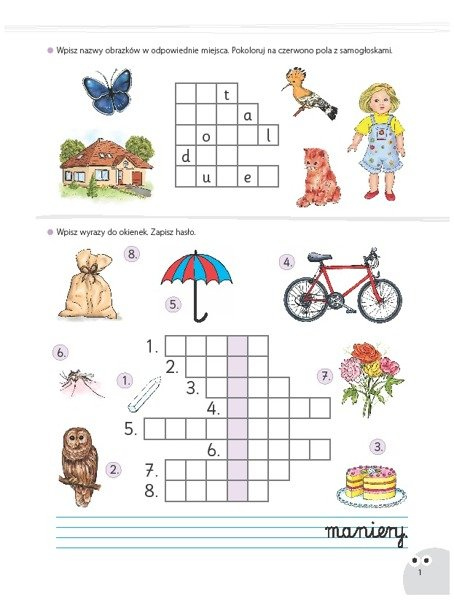 Wpisz nazwy obrazków w odpowiednie miejsca. Pokoloruj na czerwono pola z samogłoskami.
t
a
o l
d
u e
Wpisz wyrazy do okienek. Zapisz hasło.
8.
4.
5.
1.
6.
2.
1.
7.
3.
4.
5.
6.
3.
2.
7.
8.
maniery.
1